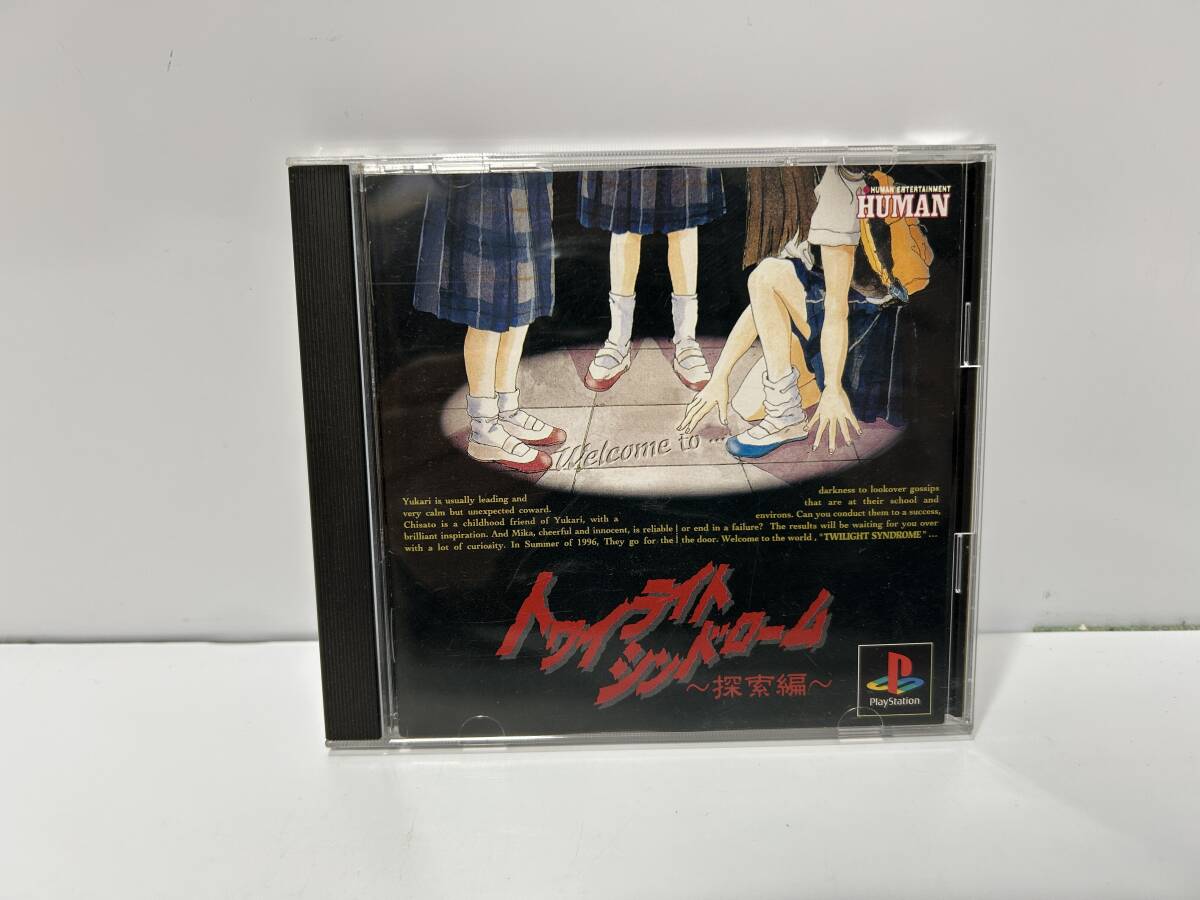 HUMAN ENTERTAINMENT
HUMAN
Welcome to ...
Yukari is usually leading and
very calm but unexpected coward.
Chisato is a childhood friend of Yukari, with a
brilliant inspiration. And Mika, cheerful and innocent, is reliable
with a lot of curiosity. In Summer of 1996, They go for the
darkness to lookover gossips
that are at their school and
environs. Can you conduct them to a success,
or end in a failure? The results will be waiting for you over
the door. Welcome to the world, "TWILIGHT SYNDROME" ...
トワイライト
シンドローム
～探索編～
PlayStation